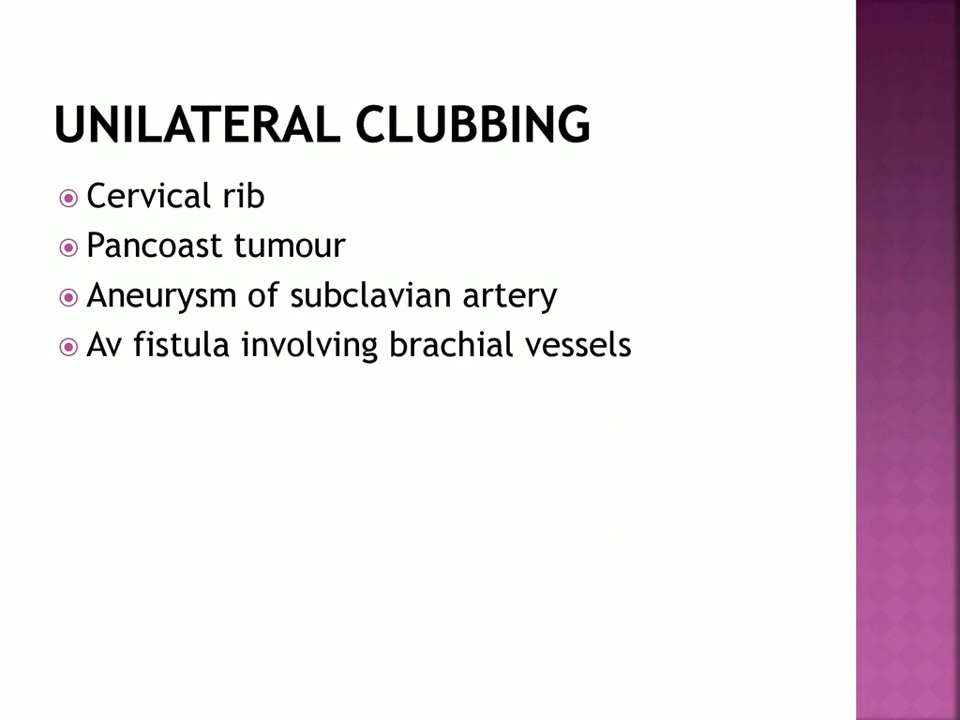 UNILATERAL CLUBBING
Cervical rib
Pancoast tumour
Aneurysm of subclavian artery
Av fistula involving brachial vessels